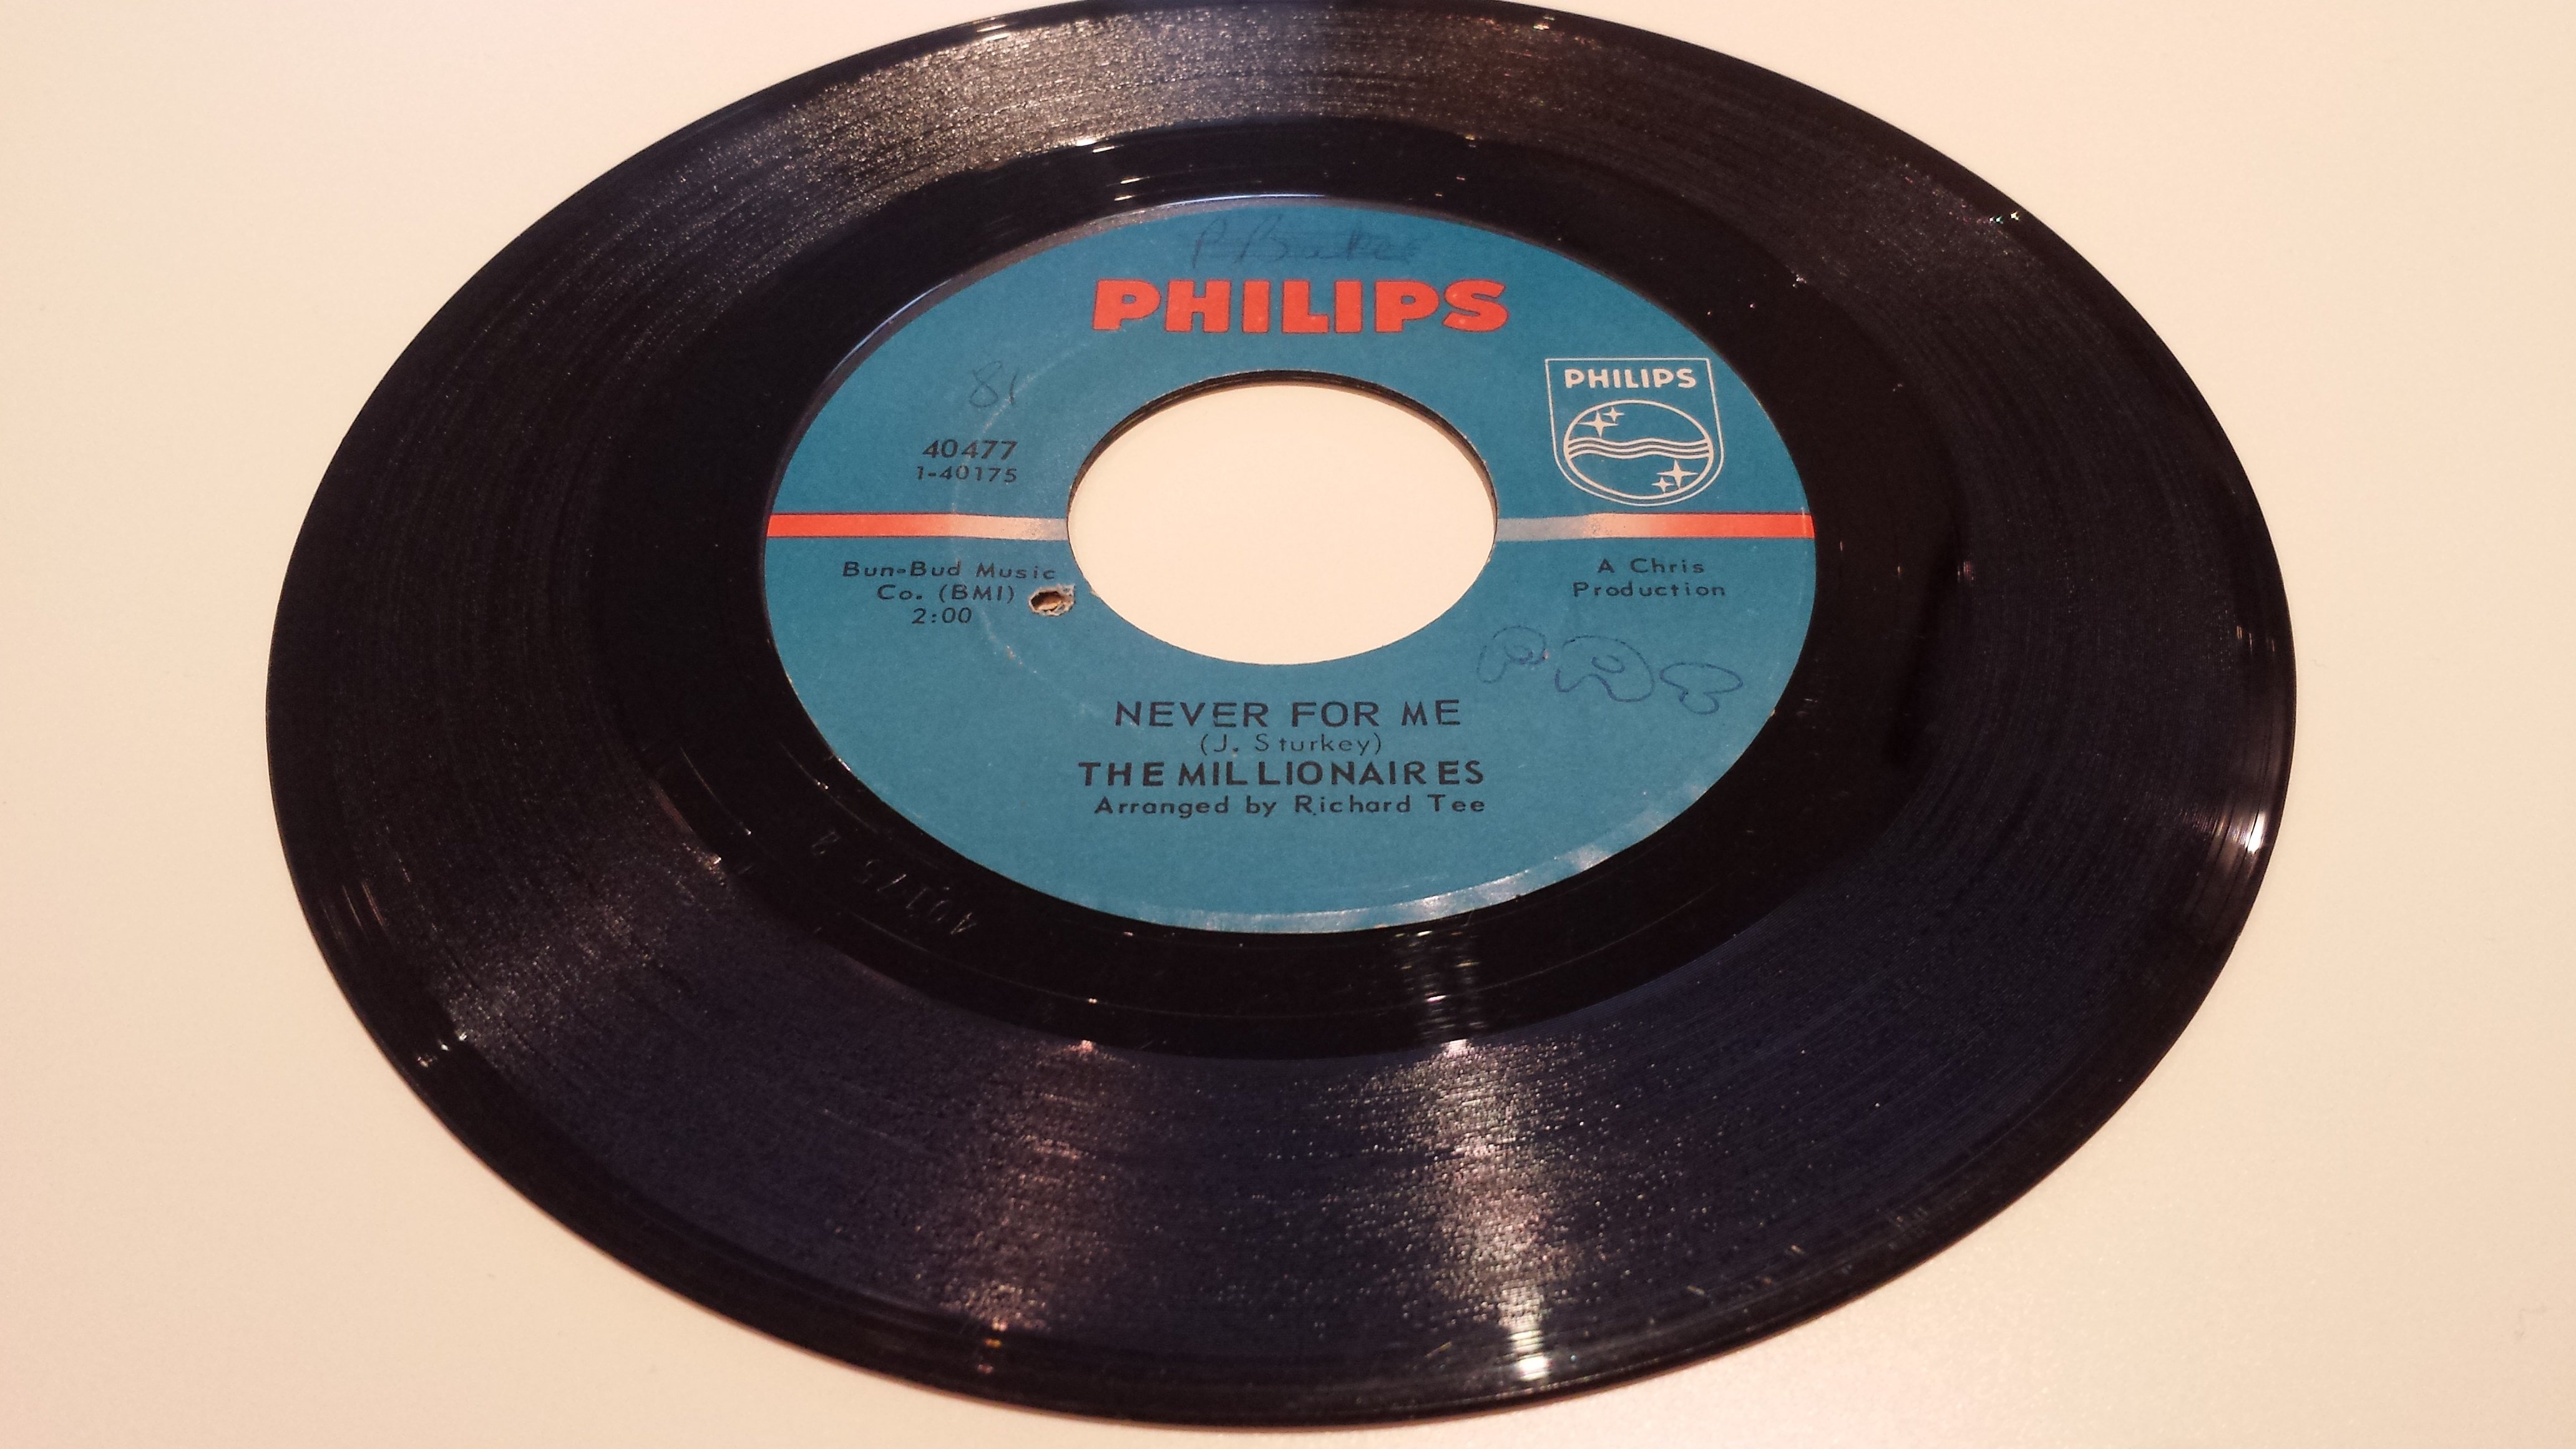 PHILIPS
PHILIPS
81
40477
1-40175
Bun-Bud Music
Co. (BMI)
2:00
A Chris
Production
NEVER FOR ME
(J. Sturkey)
THE MILLIONAIRES
Arranged by Richard Tee